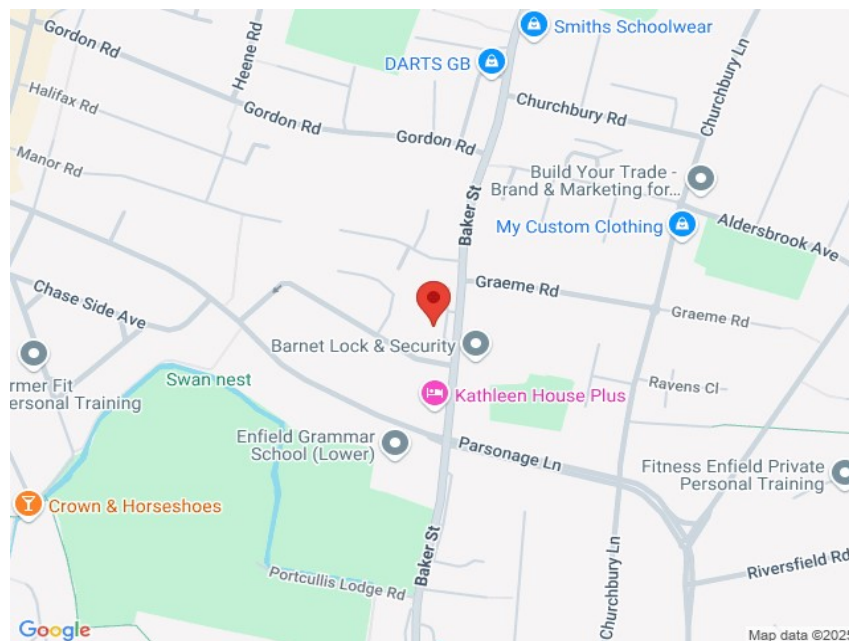 Smiths Schoolwear
Heene Rd
Gordon Rd
DARTS GB
Churchbury Ln
Halifax Rd
Gordon Rd
Churchbury Rd
Gordon Rd
Manor Rd
Build Your Trade -
Brand & Marketing for...
Baker St
My Custom Clothing
Aldersbrook Ave
Chase Side Ave
Graeme Rd
Graeme Rd
Barnet Lock & Security
Swan nest
Ravens Cl
rmer Fit
ersonal Training
Kathleen House Plus
Enfield Grammar
School (Lower)
Parsonage Ln
Fitness Enfield Private
Personal Training
Crown & Horseshoes
Baker St
Churchbury Ln
Portcullis Lodge Rd
Riversfield Rd
Google
Map data ©2025